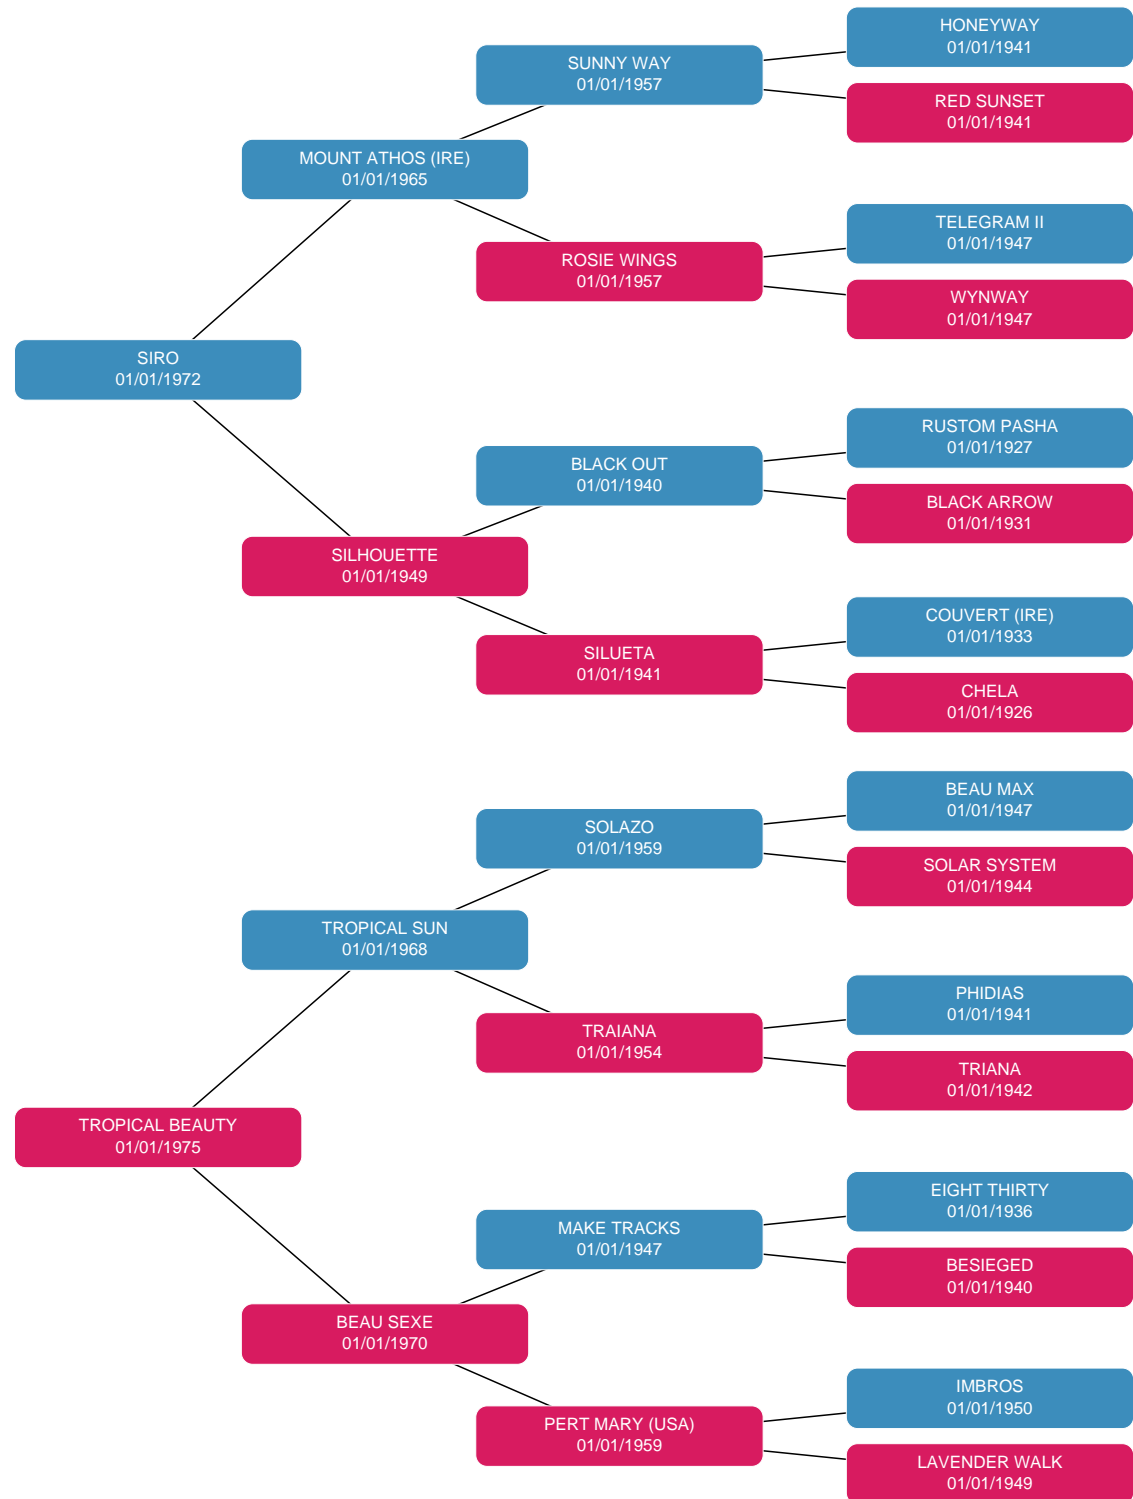 HONEYWAY
01/01/1941
SUNNY WAY
01/01/1957
RED SUNSET
01/01/1941
MOUNT ATHOS (IRE)
01/01/1965
TELEGRAM II
01/01/1947
ROSIE WINGS
01/01/1957
WYNWAY
01/01/1947
SIRO
01/01/1972
RUSTOM PASHA
01/01/1927
BLACK OUT
01/01/1940
BLACK ARROW
01/01/1931
SILHOUETTE
01/01/1949
COUVERT (IRE)
01/01/1933
SILUETA
01/01/1941
CHELA
01/01/1926
BEAU MAX
01/01/1947
SOLAZO
01/01/1959
SOLAR SYSTEM
01/01/1944
TROPICAL SUN
01/01/1968
PHIDIAS
01/01/1941
TRAIANA
01/01/1954
TRIANA
01/01/1942
TROPICAL BEAUTY
01/01/1975
EIGHT THIRTY
01/01/1936
MAKE TRACKS
01/01/1947
BESIEGED
01/01/1940
BEAU SEXE
01/01/1970
IMBROS
01/01/1950
PERT MARY (USA)
01/01/1959
LAVENDER WALK
01/01/1949